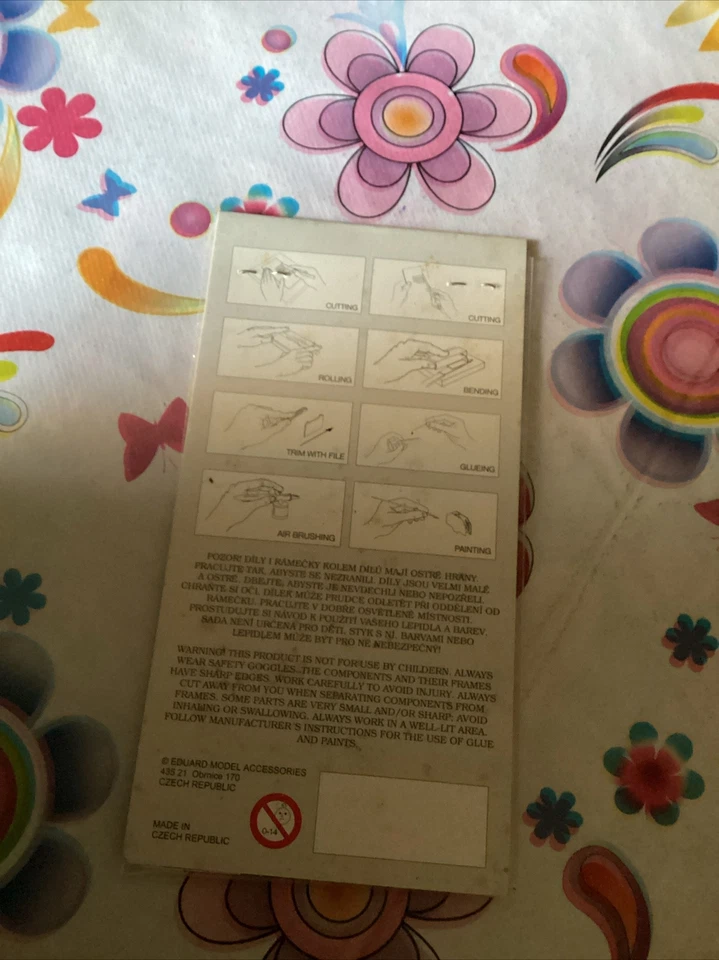 CUTTING
CUTTING
ROLLING
BENDING
TRIM WITH FILE
GLUEING
AIR BRUSHING
PAINTING
POZOR! DÍLY I RÁMEČKY KOLEM DÍLŮ MAJÍ OSTRÉ HRANY.
PRACUJTE TAK, ABYSTE SE NEZRANILI. DÍLY JSOU VELMI MALÉ
A OSTRÉ. DBEJTE, ABYSTE JE NEVDECHLI NEBO NEPOZŘELI.
CHRAŇTE SI OČI, DÍLEK MŮŽE PRUDCE ODLETĚT PŘI ODDĚLENÍ OD
RÁMEČKU. PRACUJTE V DOBŘE OSVĚTLENÉ MÍSTNOSTI.
PROSTUDUJTE SI NÁVOD K POUŽITÍ VAŠEHO LEPIDLA A BAREV.
SADA NENÍ URČENÁ PRO DĚTI, STYK S NÍ, BARVAMI NEBO
LEPIDLEM MŮŽE BÝT PRO NĚ NEBEZPEČNÝ!
WARNING! THIS PRODUCT IS NOT FOR USE BY CHILDERN. ALWAYS
WEAR SAFETY GOGGLES. THE COMPONENTS AND THEIR FRAMES
HAVE SHARP EDGES. WORK CAREFULLY TO AVOID INJURY. ALWAYS
CUT AWAY FROM YOU WHEN SEPARATING COMPONENTS FROM
FRAMES. SOME PARTS ARE VERY SMALL AND/OR SHARP: AVOID
INHALING OR SWALLOWING. ALWAYS WORK IN A WELL-LIT AREA.
FOLLOW MANUFACTURER'S INSTRUCTIONS FOR THE USE OF GLUE
AND PAINTS.
© EDUARD MODEL ACCESSORIES
435 21 Obrnice 170
CZECH REPUBLIC
0-14
MADE IN
CZECH REPUBLIC